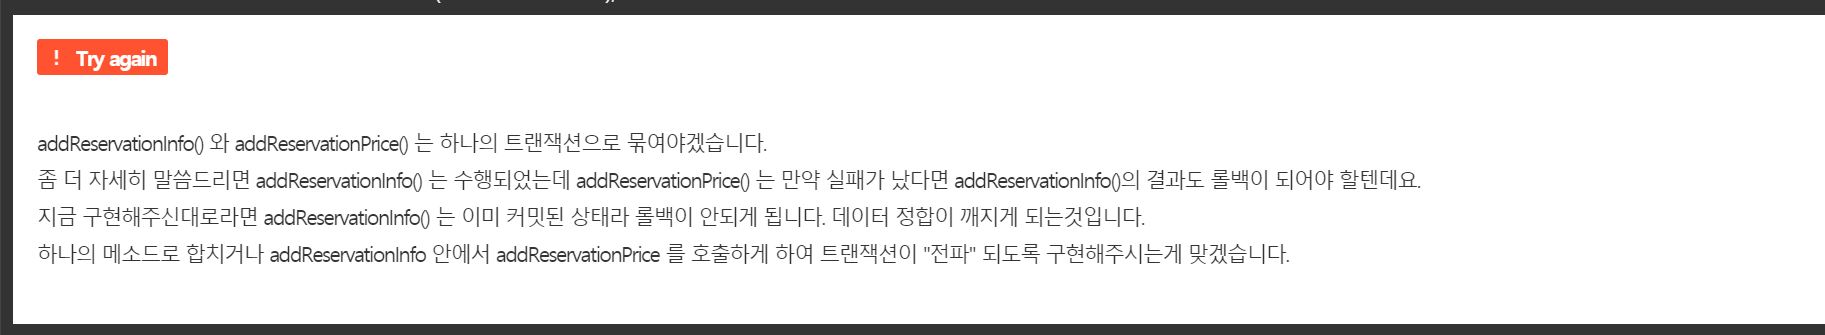 ! Try again
addReservationInfo() 와 addReservationPrice() 는 하나의 트랜잭션으로 묶여야겠습니다.
좀 더 자세히 말씀드리면 addReservationInfo() 는 수행되었는데 addReservationPrice() 는 만약 실패가 났다면 addReservationInfo()의 결과도 롤백이 되어야 할텐데요.
지금 구현해주신대로라면 addReservationInfo() 는 이미 커밋된 상태라 롤백이 안되게 됩니다. 데이터 정합이 깨지게 되는것입니다.
하나의 메소드로 합치거나 addReservationInfo 안에서 addReservationPrice 를 호출하게 하여 트랜잭션이 "전파" 되도록 구현해주시는게 맞겠습니다.